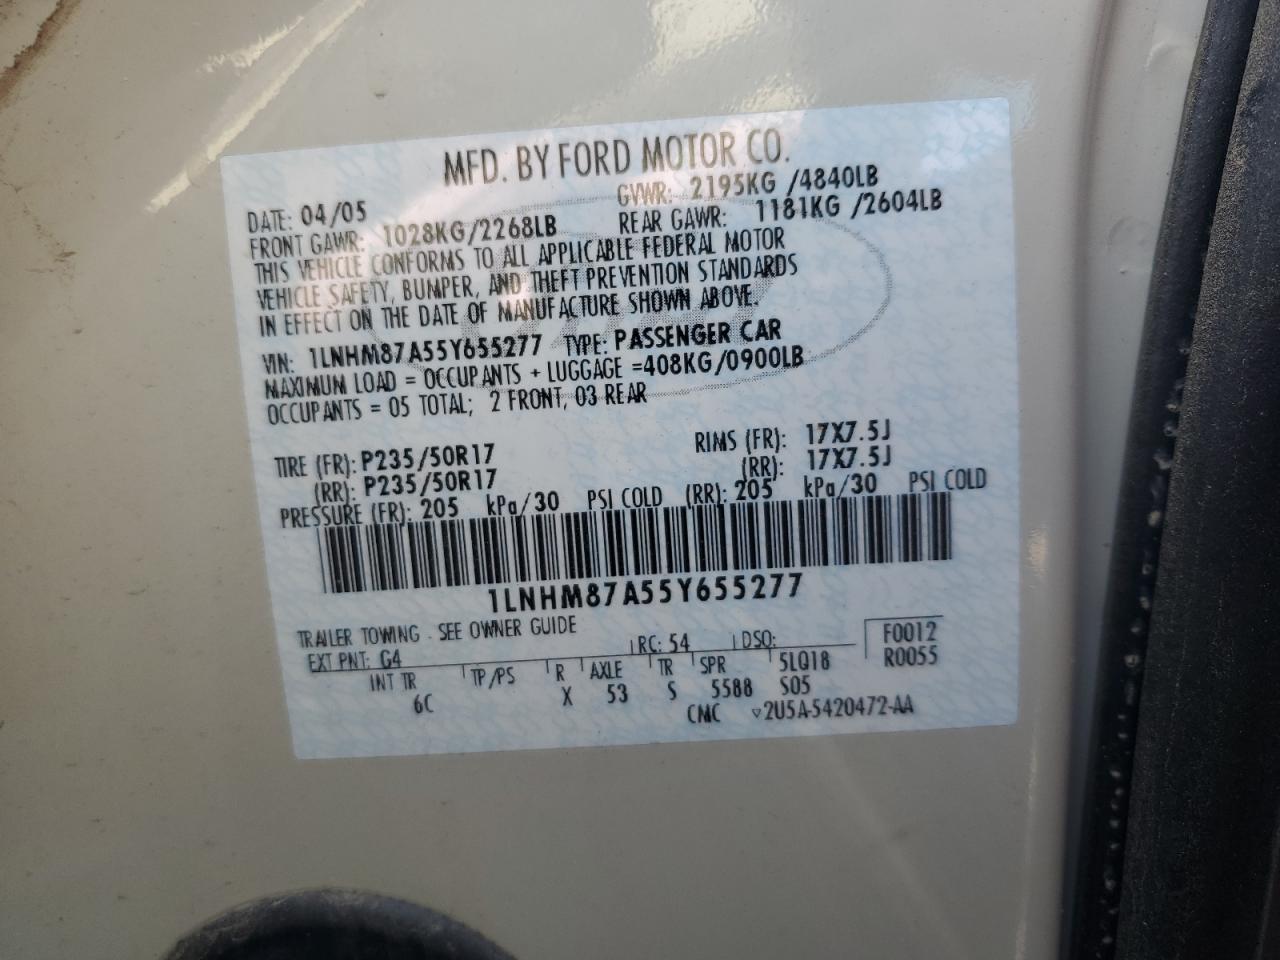 MFD. BY FORD MOTOR CO.
DATE: 04/05 GVWR: 2195KG /4840LB
FRONT GAWR: 1028KG/2268LB REAR GAWR: 1181KG /2604LB
THIS VEHICLE CONFORMS TO ALL APPLICABLE FEDERAL MOTOR
VEHICLE SAFETY, BUMPER, AND THEFT PREVENTION STANDARDS
IN EFFECT ON THE DATE OF MANUFACTURE SHOWN ABOVE.
VIN: 1LNHM87A55Y655277 TYPE: PASSENGER CAR
MAXIMUM LOAD = OCCUPANTS + LUGGAGE =408KG/0900LB
OCCUPANTS = 05 TOTAL; 2 FRONT, 03 REAR
TIRE (FR): P235/50R17 RIMS (FR): 17X7.5J
(RR): P235/50R17 (RR): 17X7.5J
PRESSURE (FR): 205 kPa/30 PSI COLD (RR): 205 kPa/30 PSI COLD
1LNHM87A55Y655277
TRAILER TOWING . SEE OWNER GUIDE
EXT PNT: G4 RC: 54 DSO: F0012
INT TR TP/PS R AXLE TR SPR 5LQ18 R0055
6C X 53 S 5588 S05
CMC ▽2U5A-5420472-AA